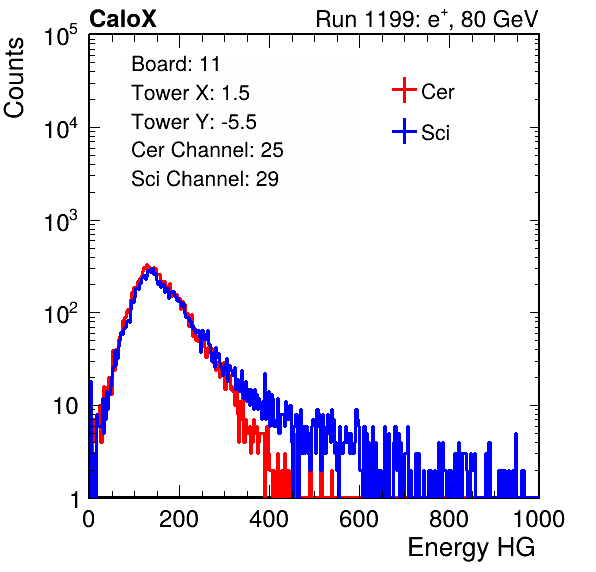 CaloX Run 1199: e⁺, 80 GeV
Counts
10⁵
10⁴
10³
10²
10
1
Board: 11
Tower X: 1.5
Tower Y: -5.5
Cer Channel: 25
Sci Channel: 29
Cer
Sci
0 200 400 600 800 1000
Energy HG